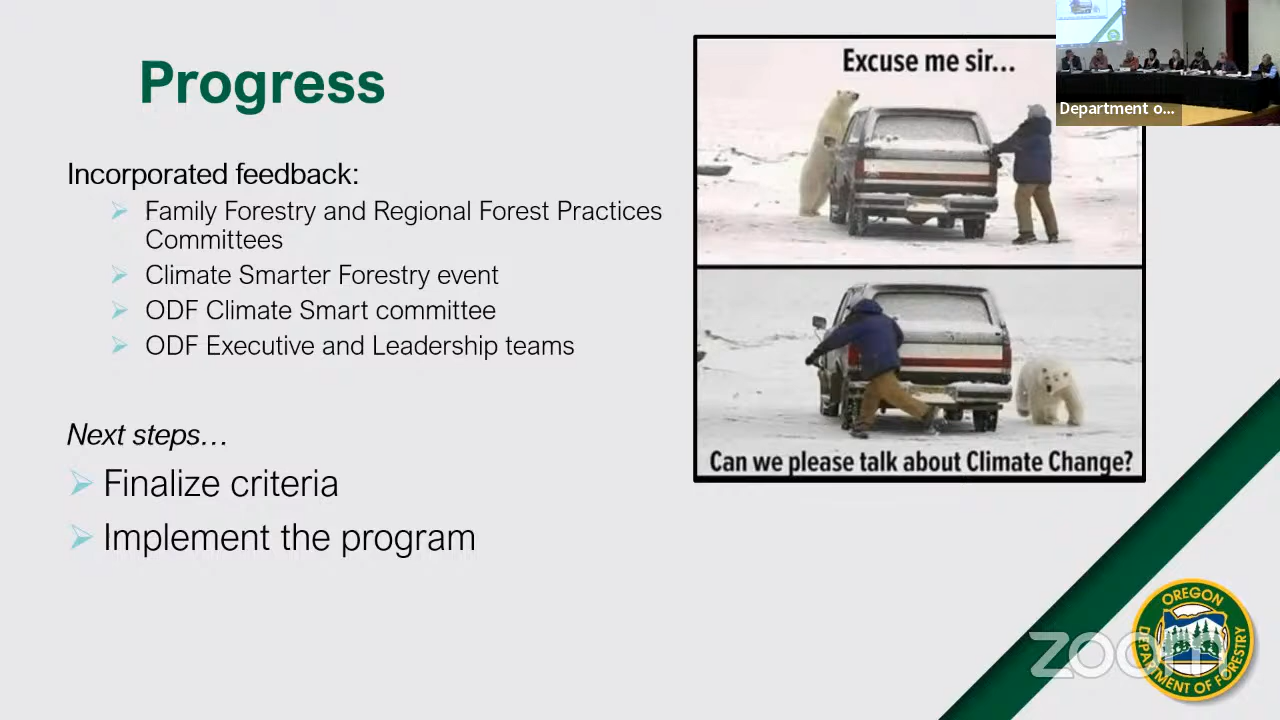 Progress
Incorporated feedback:
Family Forestry and Regional Forest Practices
Committees
Climate Smarter Forestry event
ODF Climate Smart committee
ODF Executive and Leadership teams
Next steps…
Finalize criteria
Implement the program
Excuse me sir...
Can we please talk about Climate Change?
Department o...
zoom
OREGON
DEPARTMENT OF FORESTRY